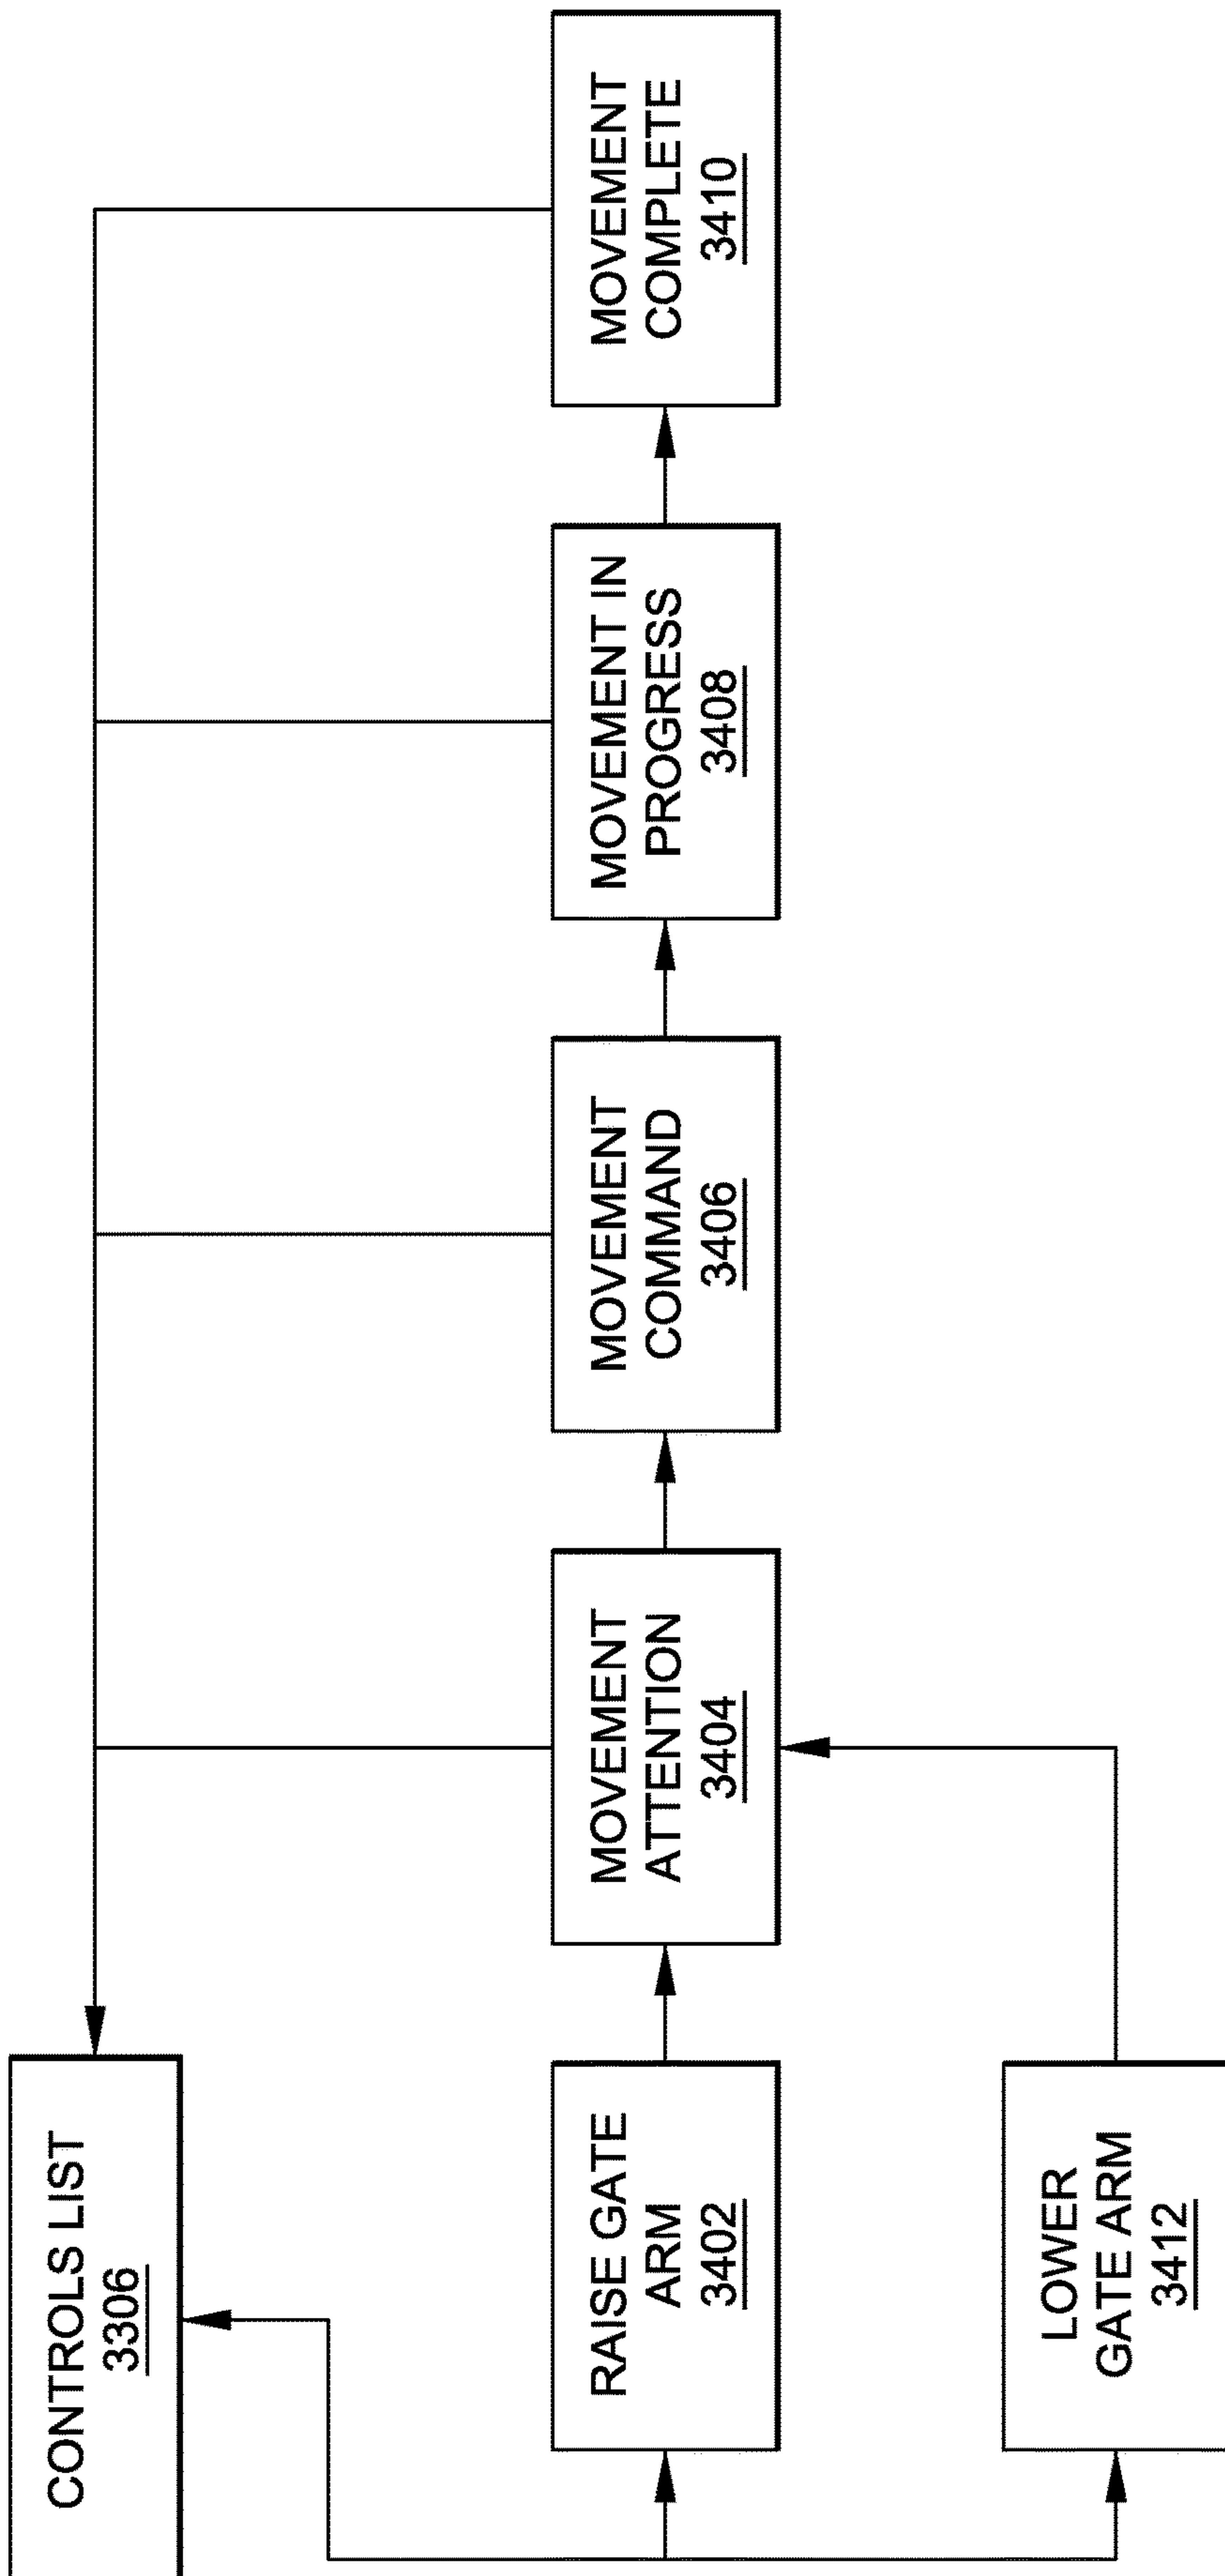 CONTROLS LIST
3306
RAISE GATE
ARM
3402
MOVEMENT
ATTENTION
3404
MOVEMENT
COMMAND
3406
MOVEMENT IN
PROGRESS
3408
MOVEMENT
COMPLETE
3410
LOWER
GATE ARM
3412